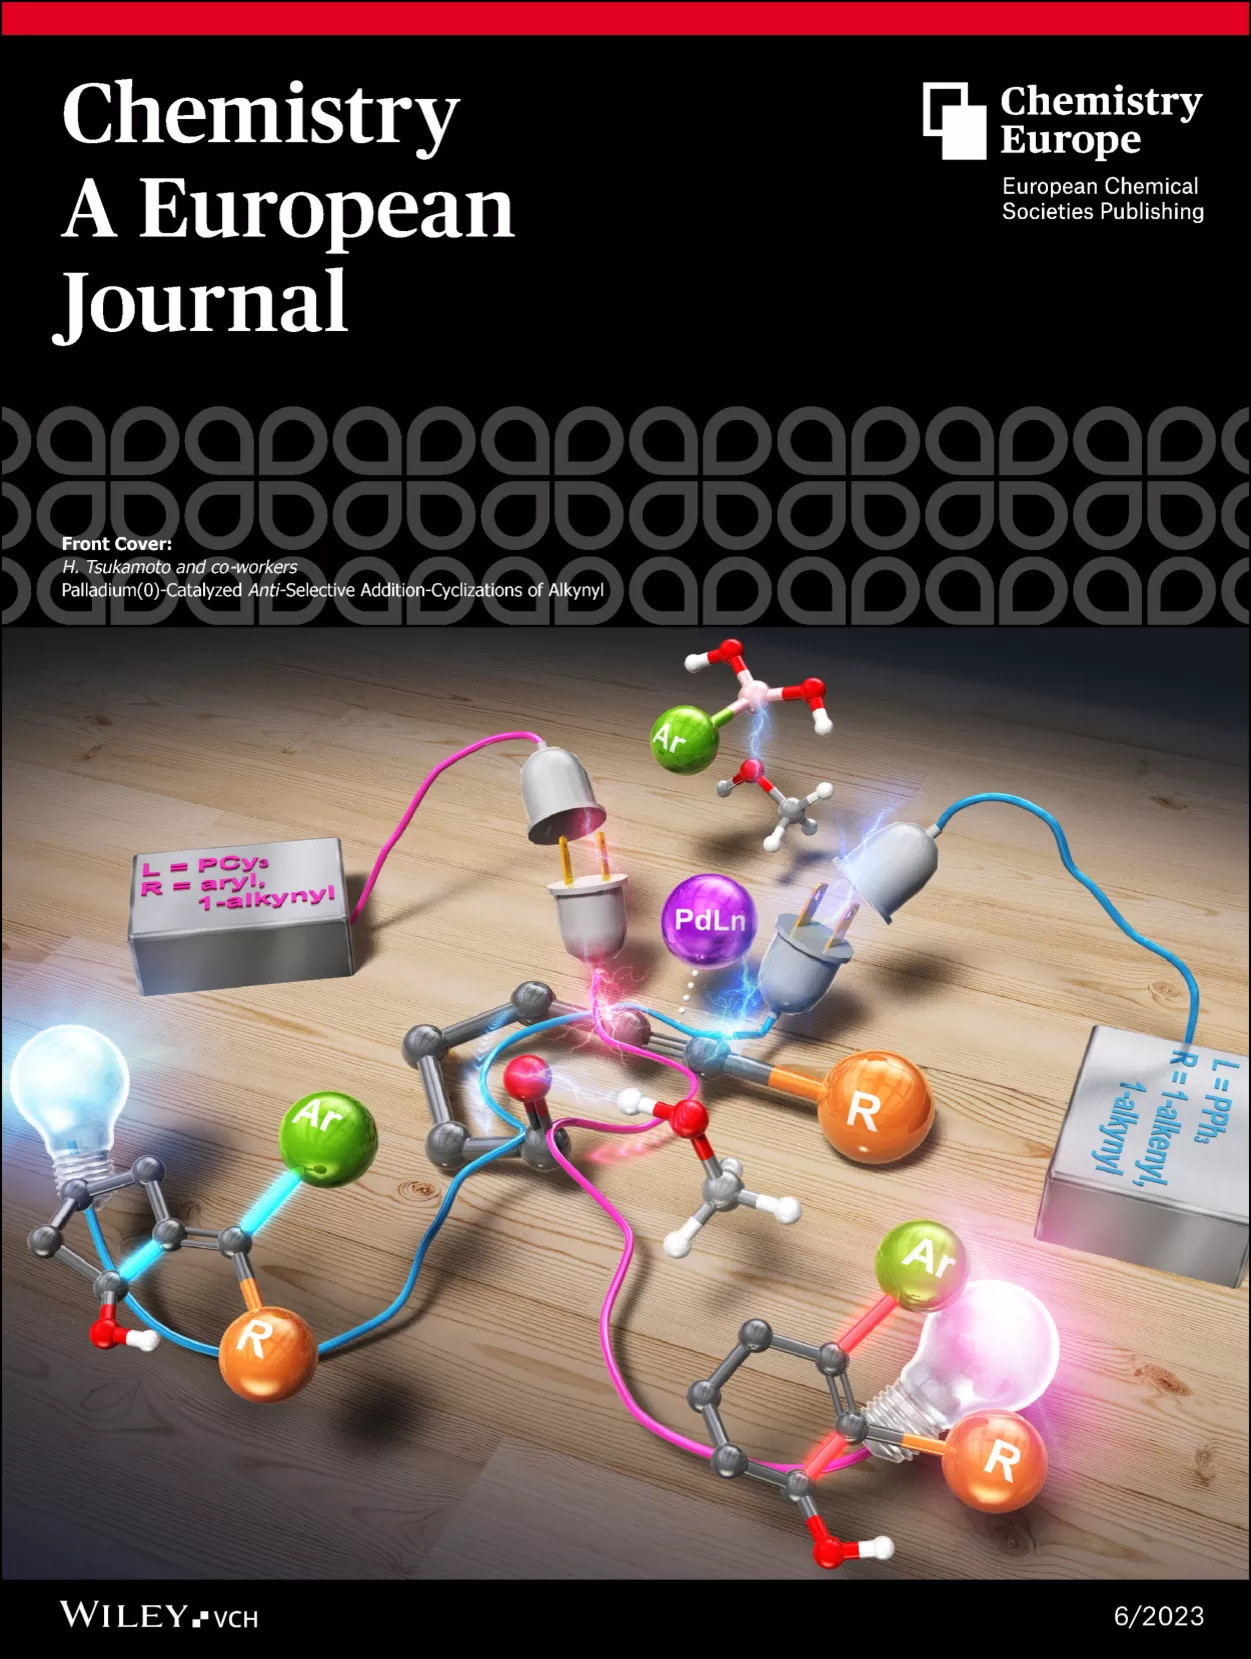 Chemistry
A European
Journal
Chemistry
Europe
European Chemical
Societies Publishing
Front Cover:
H. Tsukamoto and co-workers
Palladium(0)-Catalyzed Anti-Selective Addition-Cyclizations of Alkynyl
Ar
L = PCy₃
R = aryl,
1-alkynyl
PdLn
R
L = PPh₃
R = 1-alkenyl,
1-alkynyl
Ar
R
Ar
R
WILEY-VCH
6/2023